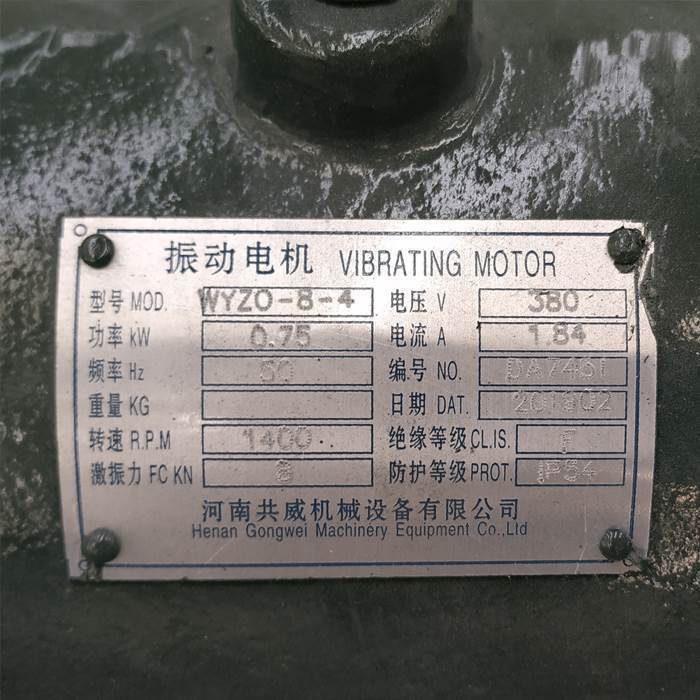 振动电机 VIBRATING MOTOR
型号 MOD. WYZO-8-4 电压 V 380
功率 kW 0.75 电流 A 1.84
频率 Hz 50 编号 NO. DA7461
重量 KG 日期 DAT. 201902
转速 R.P.M 1400 绝缘等级 CL.IS. F
激振力 FC KN 8 防护等级 PROT. IP54
河南共威机械设备有限公司
Henan Gongwei Machinery Equipment Co.,Ltd